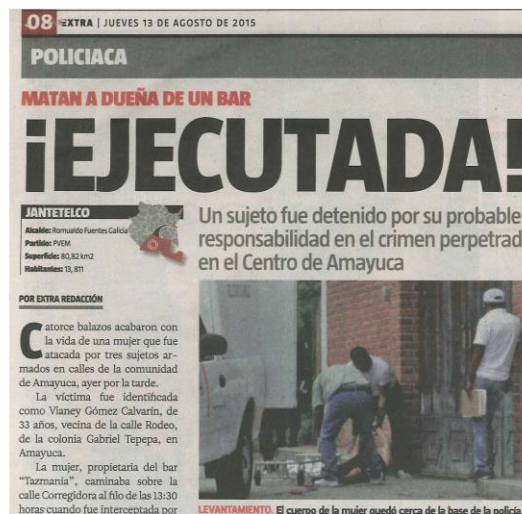 08 EXTRA | JUEVES 13 DE AGOSTO DE 2015
POLICIACA
MATAN A DUEÑA DE UN BAR
¡EJECUTADA!
JANTETELCO
Alcalde: Romualdo Fuentes Galicia
Partido: PVEM
Superficie: 80,82 km2
Habitantes: 13, 811
Un sujeto fue detenido por su probable
responsabilidad en el crimen perpetrad
en el Centro de Amayuca
POR EXTRA REDACCIÓN
Catorce balazos acabaron con
la vida de una mujer que fue
atacada por tres sujetos ar-
mados en calles de la comunidad
de Amayuca, ayer por la tarde.
La víctima fue identificada
como Vianey Gómez Calvarín, de
33 años, vecina de la calle Rodeo,
de la colonia Gabriel Tepepa, en
Amayuca.
La mujer, propietaria del bar
"Tazmania", caminaba sobre la
calle Corregidora al filo de las 13:30
horas cuando fue interceptada por
LEVANTAMIENTO. El cuerpo de la mujer quedó cerca de la base de la policía